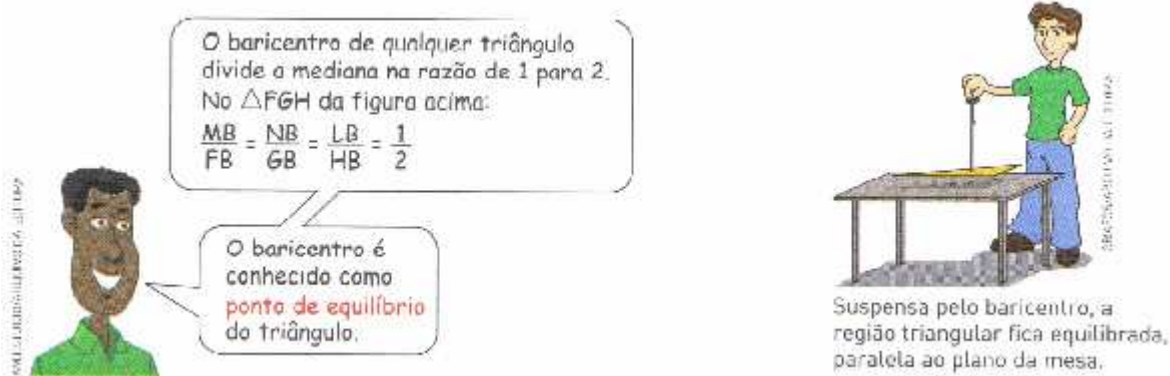 O baricentro de qualquer triângulo
divide a mediana na razão de 1 para 2.
No △FGH da figura acima:
MB/FB = NB/GB = LB/HB = 1/2
O baricentro é
conhecido como
ponto de equilíbrio
do triângulo.
Suspensa pelo baricentro, a
região triangular fica equilibrada,
paralela ao plano da mesa.